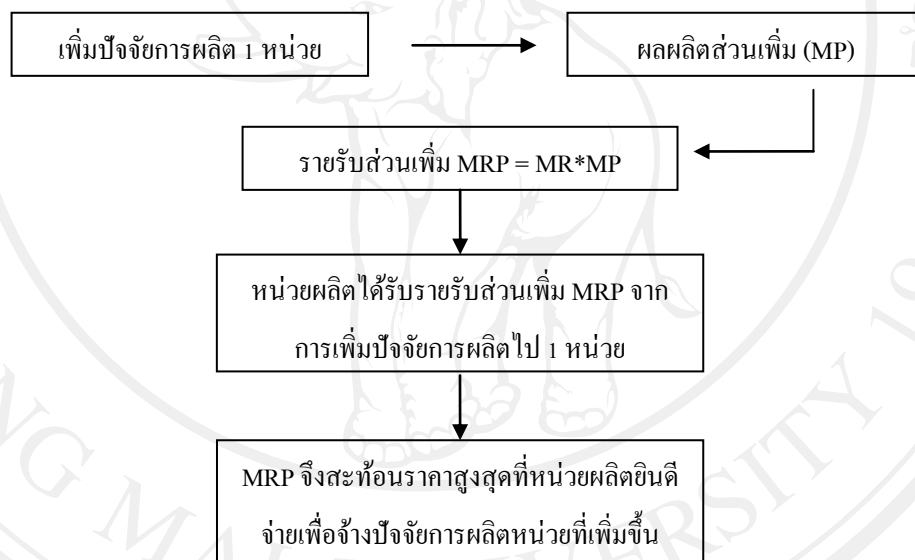 เพิ่มปัจจัยการผลิต 1 หน่วย
ผลผลิตส่วนเพิ่ม (MP)
รายรับส่วนเพิ่ม MRP = MR*MP
หน่วยผลิตได้รับรายรับส่วนเพิ่ม MRP จาก
การเพิ่มปัจจัยการผลิตไป 1 หน่วย
MRP จึงสะท้อนราคาสูงสุดที่หน่วยผลิตยินดี
จ่ายเพื่อจ้างปัจจัยการผลิตหน่วยที่เพิ่มขึ้น